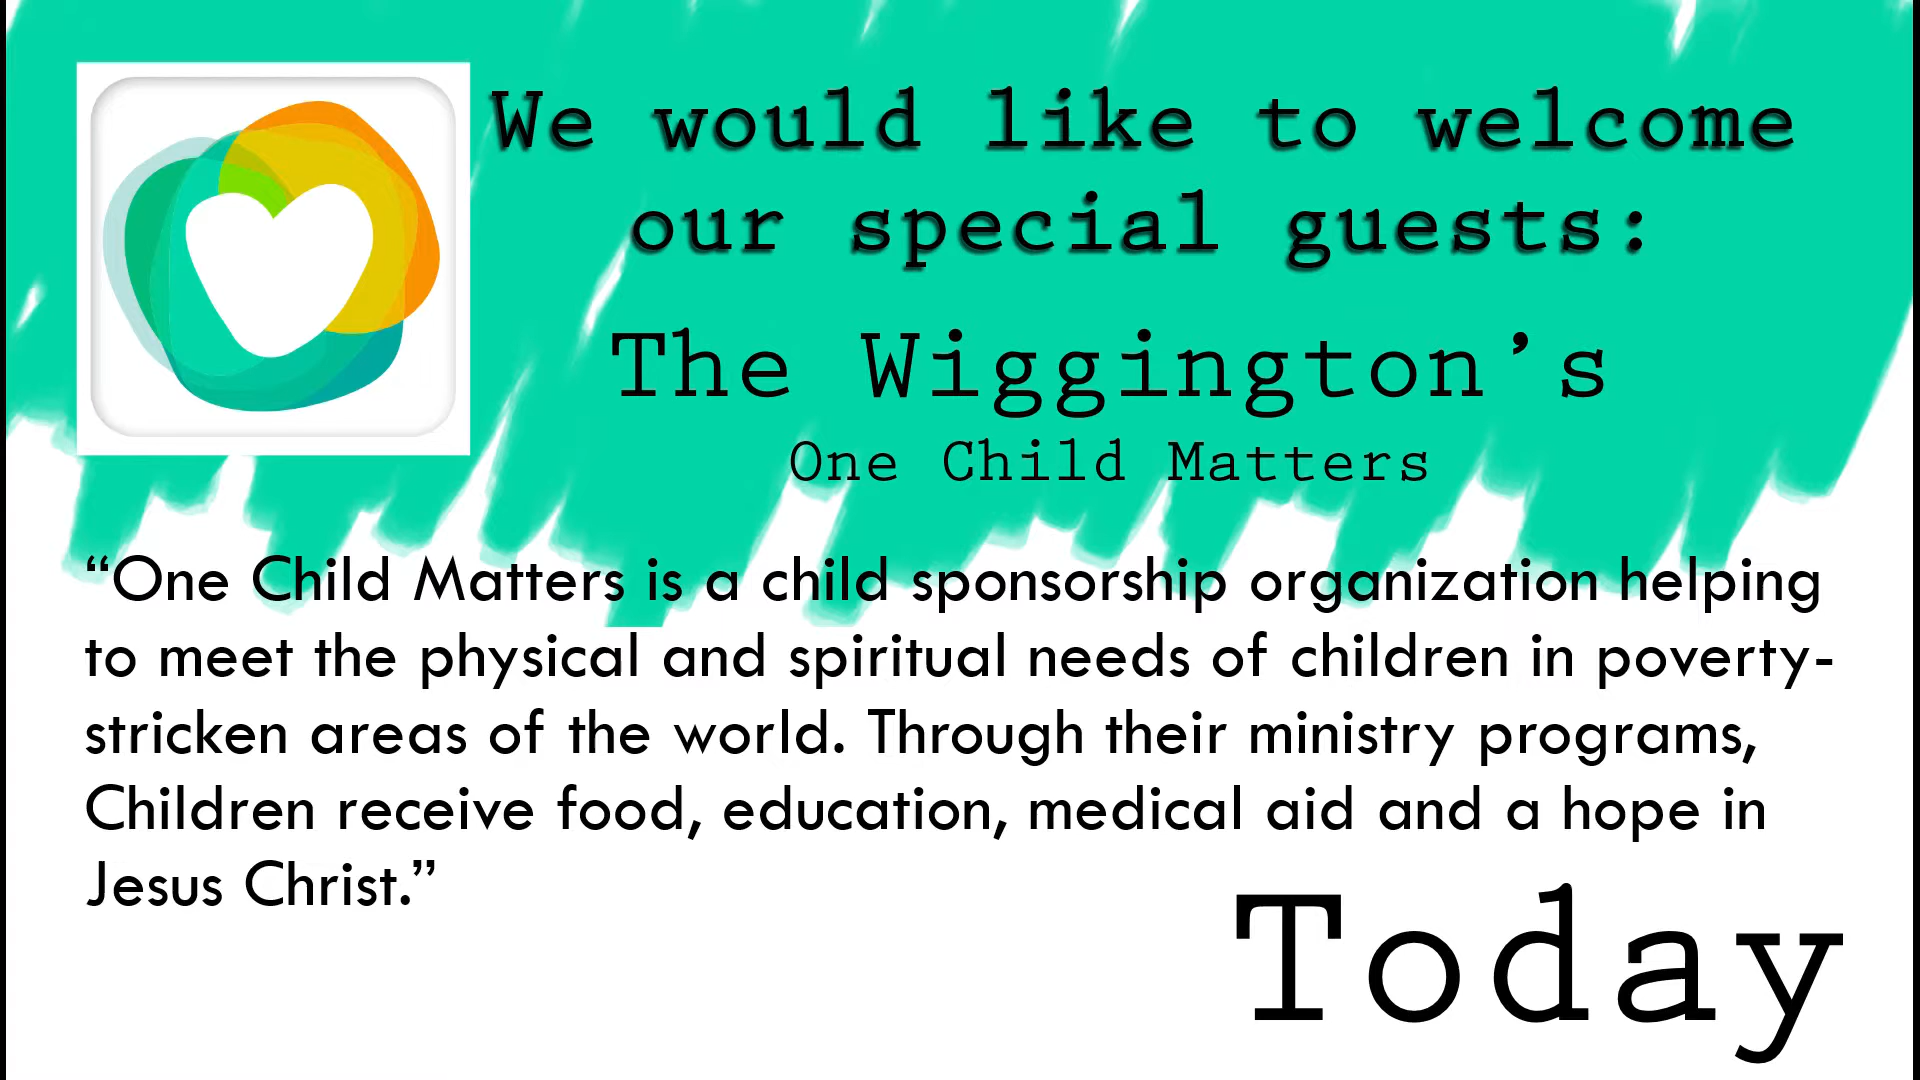 We would like to welcome
our special guests:
The Wiggington’s
One Child Matters
“One Child Matters is a child sponsorship organization helping
to meet the physical and spiritual needs of children in poverty-
stricken areas of the world. Through their ministry programs,
Children receive food, education, medical aid and a hope in
Jesus Christ.”
Today